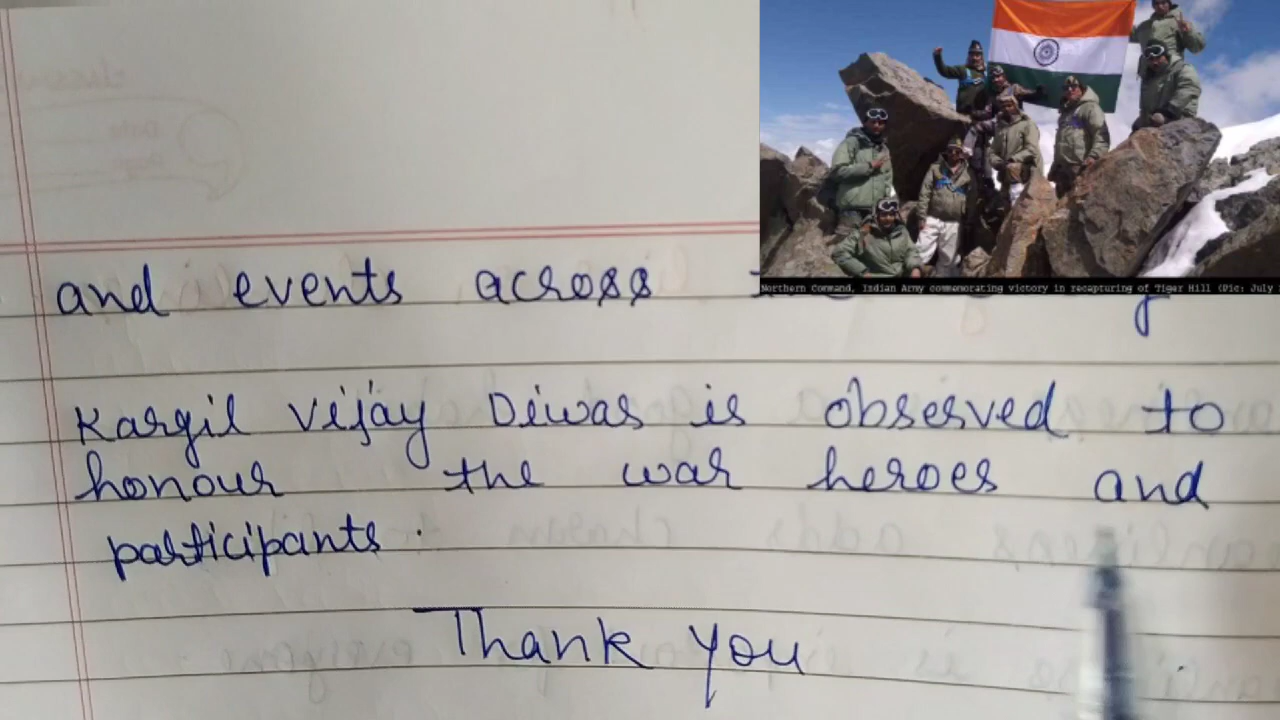 Northern Command, Indian Army commemorating victory in recapturing of Tiger Hill (Pic: July
and events across
Kargil Vijay Diwas is observed to
honour the war heroes and
participants.
Thank you